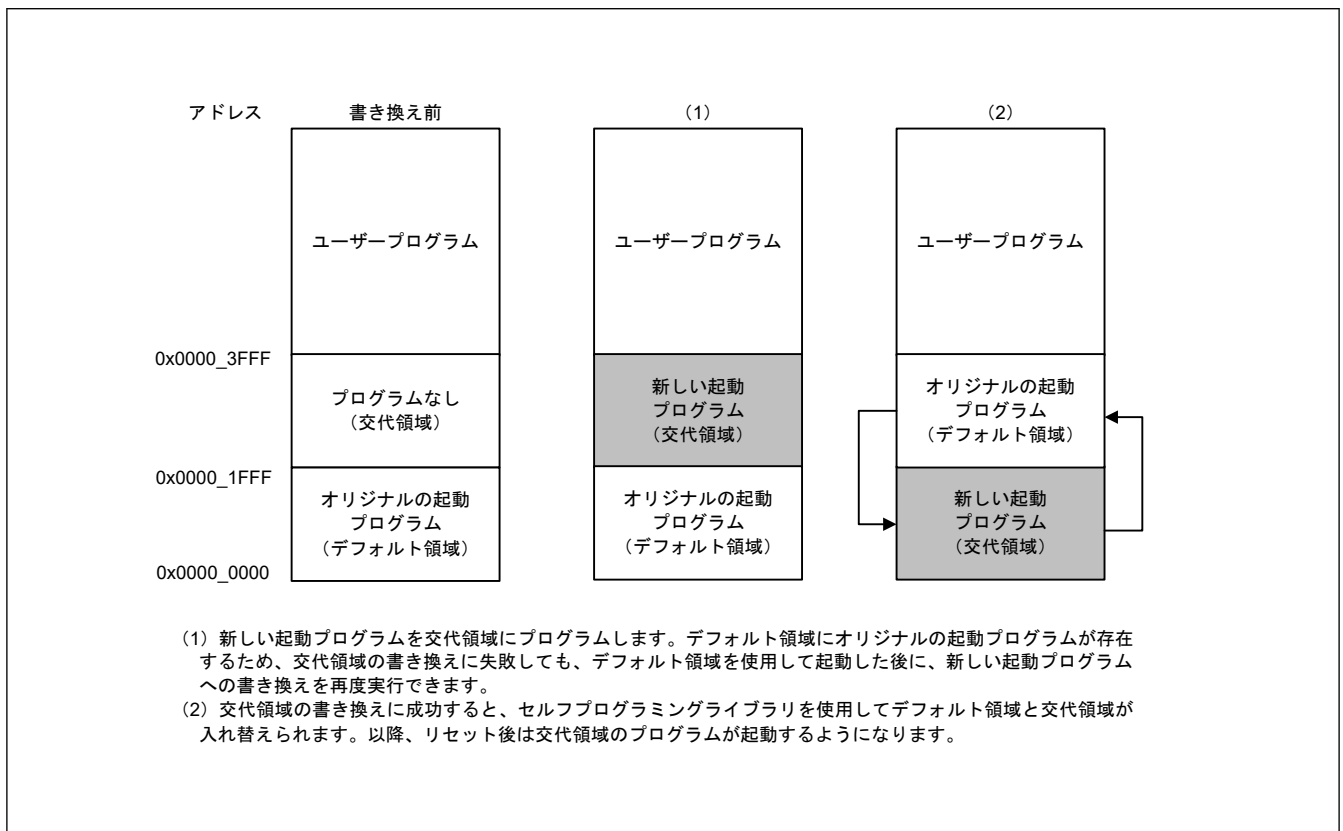 アドレス
書き換え前
(1)
(2)
ユーザープログラム
ユーザープログラム
ユーザープログラム
0x0000_3FFF
プログラムなし
(交代領域)
新しい起動
プログラム
(交代領域)
オリジナルの起動
プログラム
(デフォルト領域)
0x0000_1FFF
オリジナルの起動
プログラム
(デフォルト領域)
オリジナルの起動
プログラム
(デフォルト領域)
新しい起動
プログラム
(交代領域)
0x0000_0000
(1) 新しい起動プログラムを交代領域にプログラムします。デフォルト領域にオリジナルの起動プログラムが存在
するため、交代領域の書き換えに失敗しても、デフォルト領域を使用して起動した後に、新しい起動プログラム
への書き換えを再度実行できます。
(2) 交代領域の書き換えに成功すると、セルフプログラミングライブラリを使用してデフォルト領域と交代領域が
入れ替えられます。以降、リセット後は交代領域のプログラムが起動するようになります。